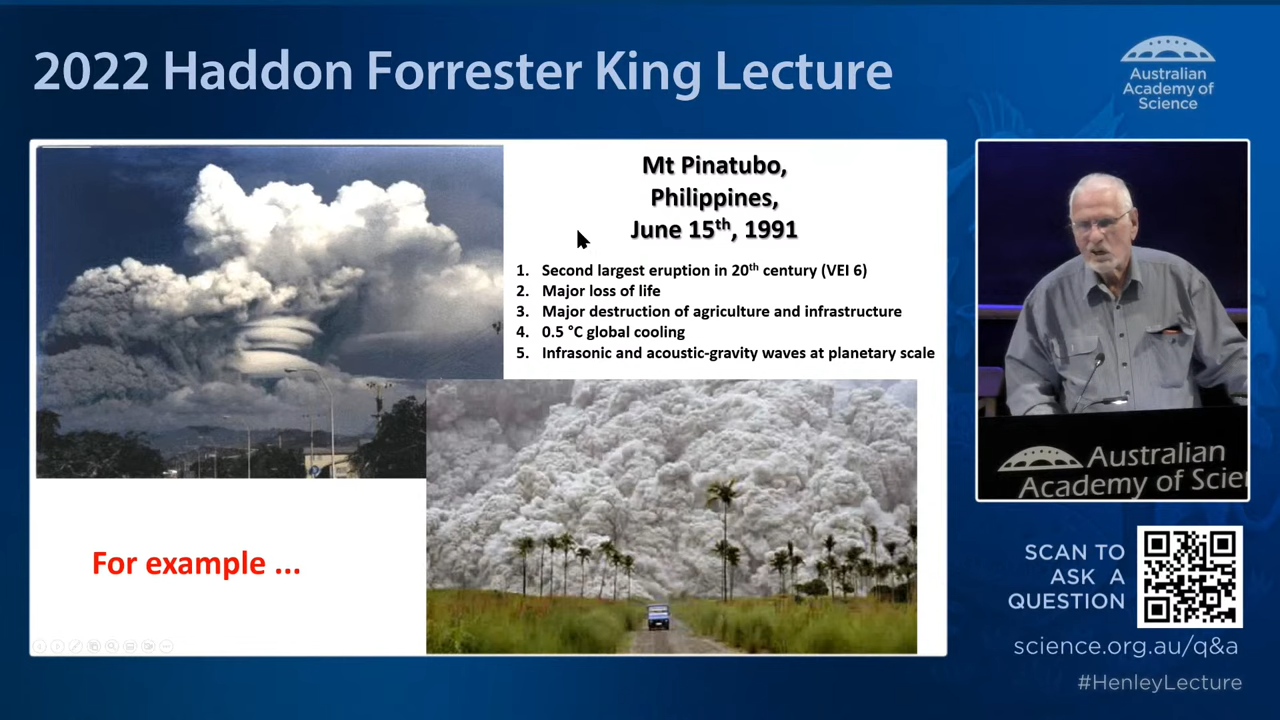 2022 Haddon Forrester King Lecture
Australian
Academy of
Science
Mt Pinatubo,
Philippines,
June 15th, 1991
1. Second largest eruption in 20th century (VEI 6)
2. Major loss of life
3. Major destruction of agriculture and infrastructure
4. 0.5 °C global cooling
5. Infrasonic and acoustic-gravity waves at planetary scale
For example ...
Australian
Academy of Scie
SCAN TO
ASK A
QUESTION
science.org.au/q&a
#HenleyLecture